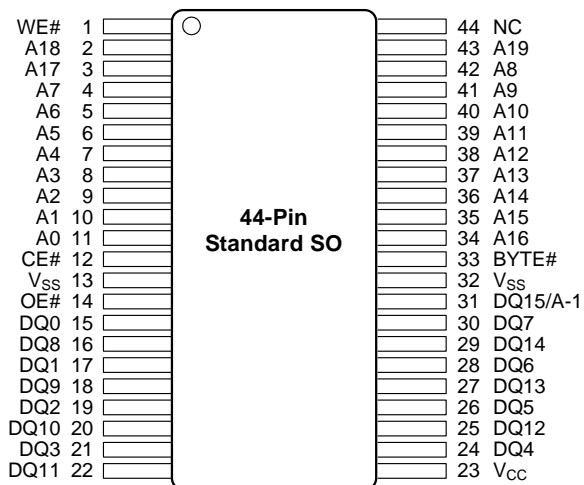 WE# 1
A18 2
A17 3
A7 4
A6 5
A5 6
A4 7
A3 8
A2 9
A1 10
A0 11
CE# 12
VSS 13
OE# 14
DQ0 15
DQ8 16
DQ1 17
DQ9 18
DQ2 19
DQ10 20
DQ3 21
DQ11 22
44-Pin
Standard SO
44 NC
43 A19
42 A8
41 A9
40 A10
39 A11
38 A12
37 A13
36 A14
35 A15
34 A16
33 BYTE#
32 VSS
31 DQ15/A-1
30 DQ7
29 DQ14
28 DQ6
27 DQ13
26 DQ5
25 DQ12
24 DQ4
23 VCC